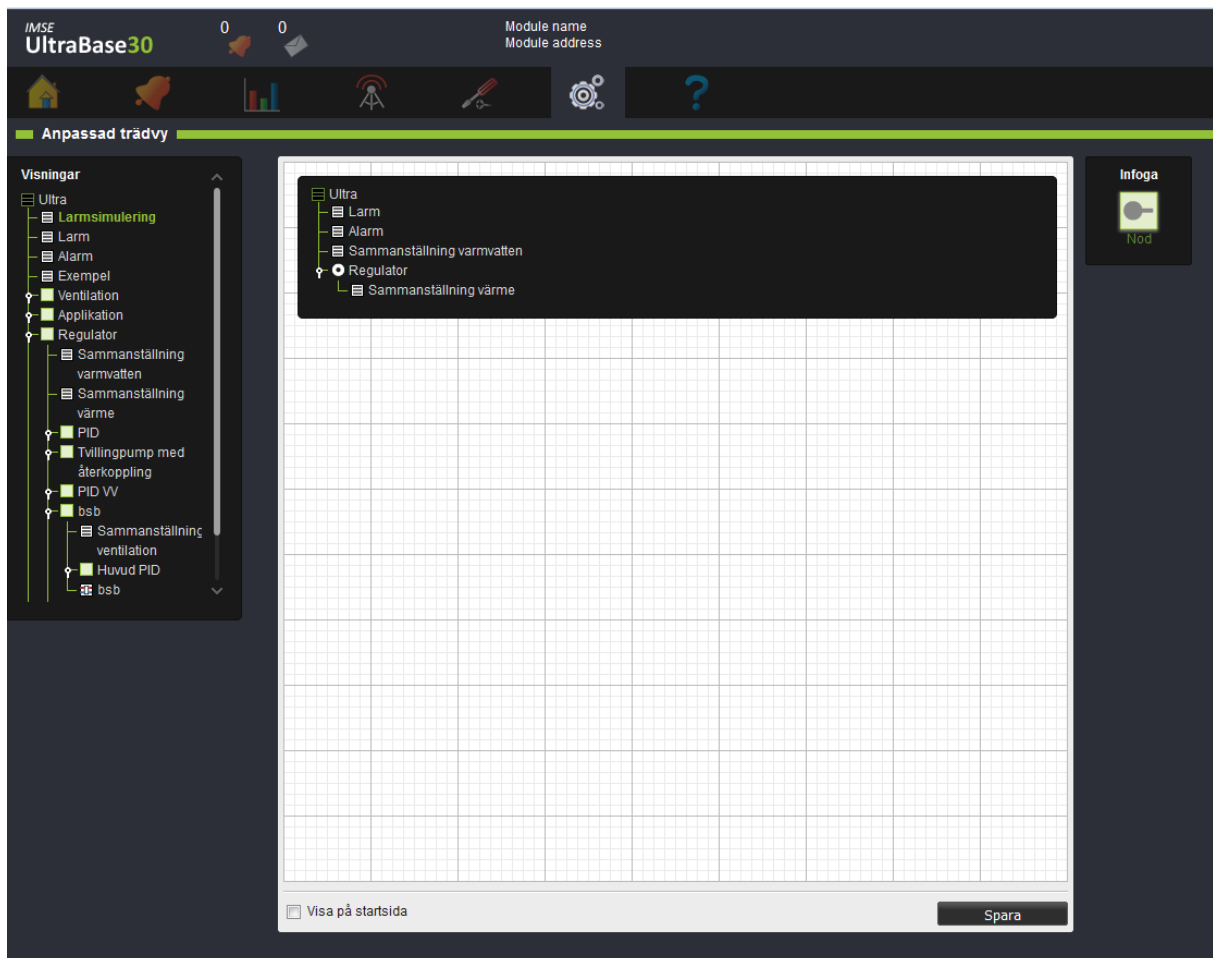 IMSE
UltraBase30
0
0
Module name
Module address
?
Anpassad trädvy
Visningar
Ultra
Larmsimulering
Larm
Alarm
Exempel
Ventilation
Applikation
Regulator
Sammanställning
varmvatten
Sammanställning
värme
PID
Tvillingpump med
återkoppling
PID VV
bsb
Sammanställning
ventilation
Huvud PID
bsb
Ultra
Larm
Alarm
Sammanställning varmvatten
Regulator
Sammanställning värme
Visa på startsida
Spara
Infoga
Nod